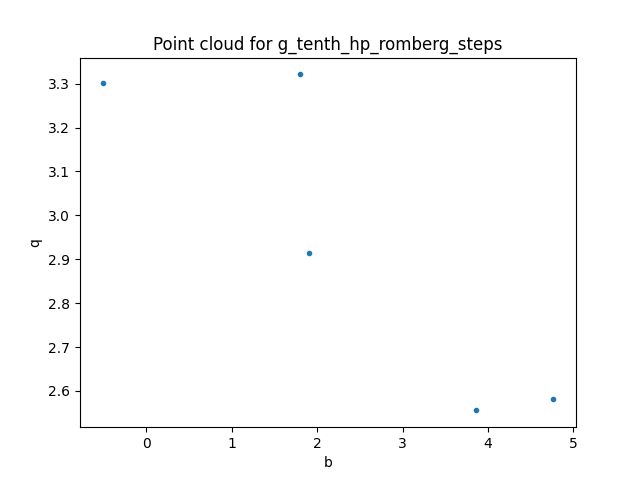 Point cloud for g_tenth_hp_romberg_steps
3.3
3.2
3.1
3.0
2.9
2.8
2.7
2.6
q
0 1 2 3 4 5
b